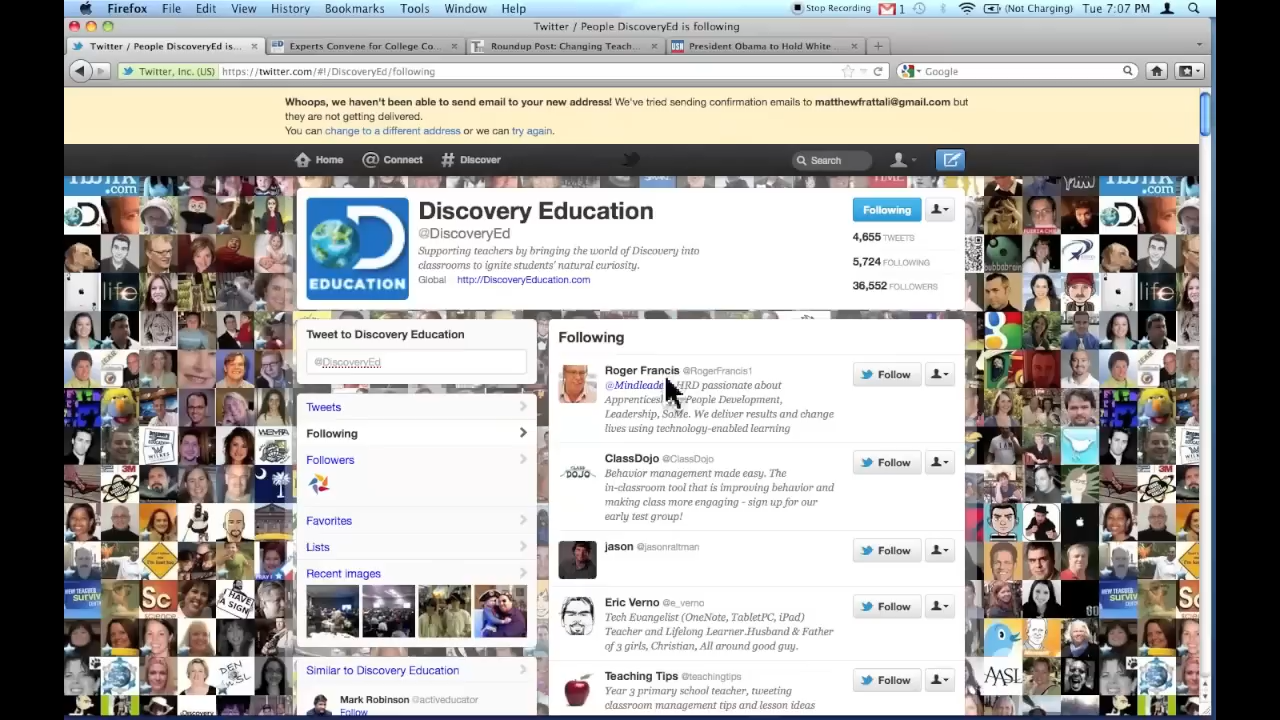 Firefox File Edit View History Bookmarks Tools Window Help Stop Recording 1 (Not Charging) Tue 7:07 PM
Twitter / People DiscoveryEd is following
Twitter / People DiscoveryEd is... Experts Convene for College Co... Roundup Post: Changing Teach... President Obama to Hold White ...
Twitter, Inc. (US) https://twitter.com/#!/DiscoveryEd/following Google
Whoops, we haven't been able to send email to your new address! We've tried sending confirmation emails to matthewfrattali@gmail.com but
they are not getting delivered.
You can change to a different address or we can try again.
Home @ Connect # Discover Search
Discovery Education
@DiscoveryEd
Supporting teachers by bringing the world of Discovery into
classrooms to ignite students' natural curiosity.
Global http://DiscoveryEducation.com
EDUCATION
Following
4,655 TWEETS
5,724 FOLLOWING
36,552 FOLLOWERS
Tweet to Discovery Education
@DiscoveryEd
Tweets
Following
Followers
Favorites
Lists
Recent images
Similar to Discovery Education
Mark Robinson @activeducator
Follow
Following
Roger Francis @RogerFrancis1
HRD passionate about
People Development,
Leadership, SoMe. We deliver results and change
lives using technology-enabled learning
Follow
ClassDojo @ClassDojo
Behavior management made easy. The
in-classroom tool that is improving behavior and
making class more engaging - sign up for our
early test group!
Follow
jason @jasonraltman
Follow
Eric Verno @e_verno
Tech Evangelist (OneNote, TabletPC, iPad)
Teacher and Lifelong Learner.Husband & Father
of 3 girls, Christian, All around good guy.
Follow
Teaching Tips @teachingtips
Year 3 primary school teacher, tweeting
classroom management tips and lesson ideas
Follow